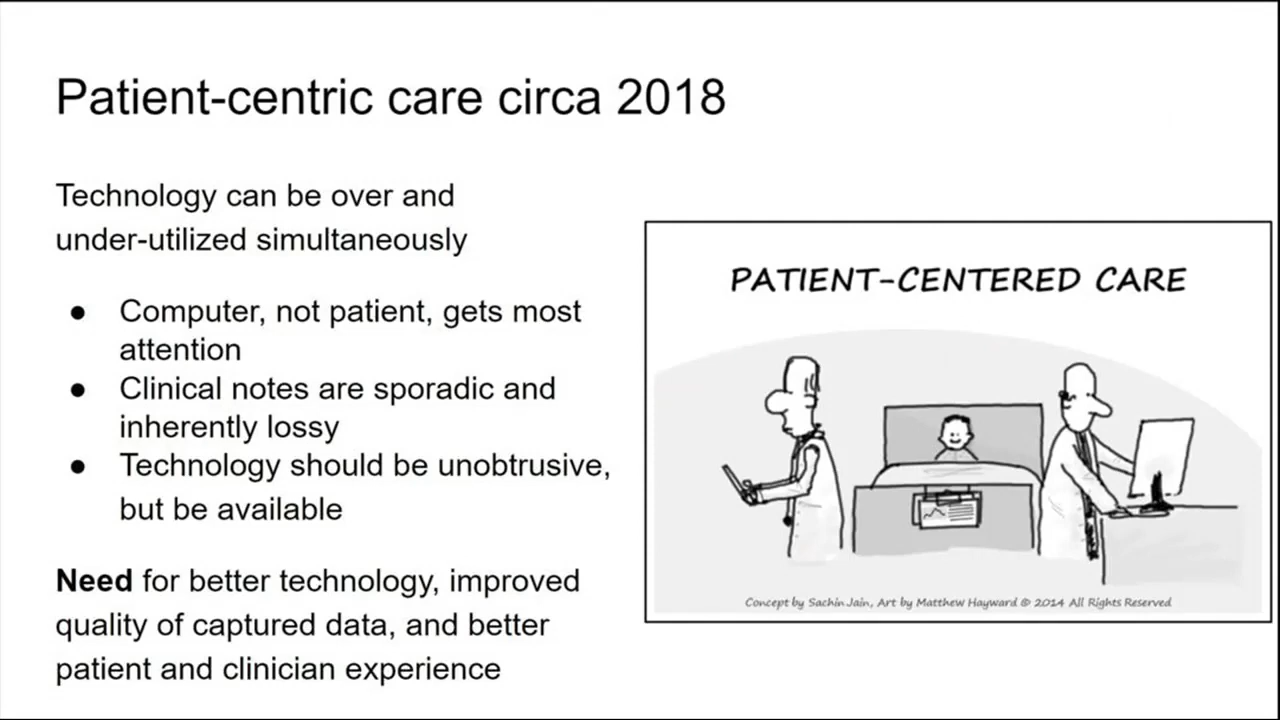 Patient-centric care circa 2018
Technology can be over and
under-utilized simultaneously
● Computer, not patient, gets most
attention
● Clinical notes are sporadic and
inherently lossy
● Technology should be unobtrusive,
but be available
Need for better technology, improved
quality of captured data, and better
patient and clinician experience
PATIENT-CENTERED CARE
Concept by Sachin Jain, Art by Matthew Hayward © 2014 All Rights Reserved